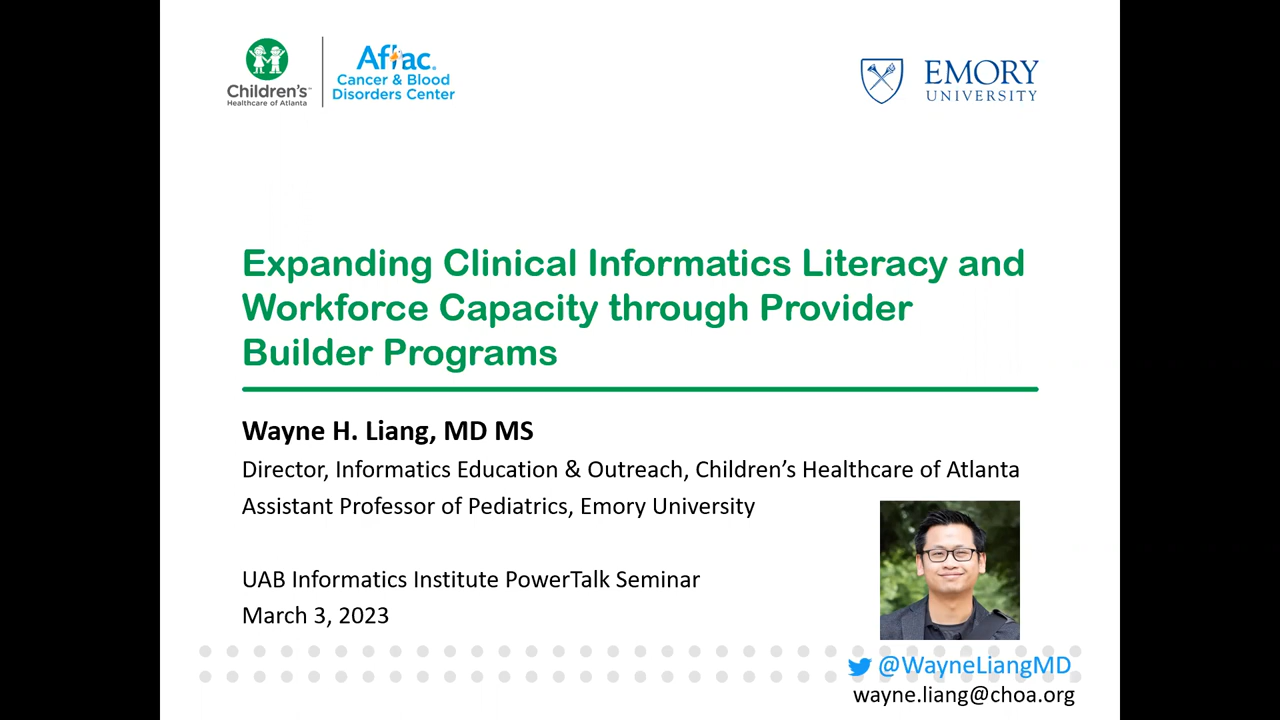 Children's
Healthcare of Atlanta
Aflac
Cancer & Blood
Disorders Center
EMORY
UNIVERSITY
Expanding Clinical Informatics Literacy and
Workforce Capacity through Provider
Builder Programs
Wayne H. Liang, MD MS
Director, Informatics Education & Outreach, Children’s Healthcare of Atlanta
Assistant Professor of Pediatrics, Emory University
UAB Informatics Institute PowerTalk Seminar
March 3, 2023
@WayneLiangMD
wayne.liang@choa.org